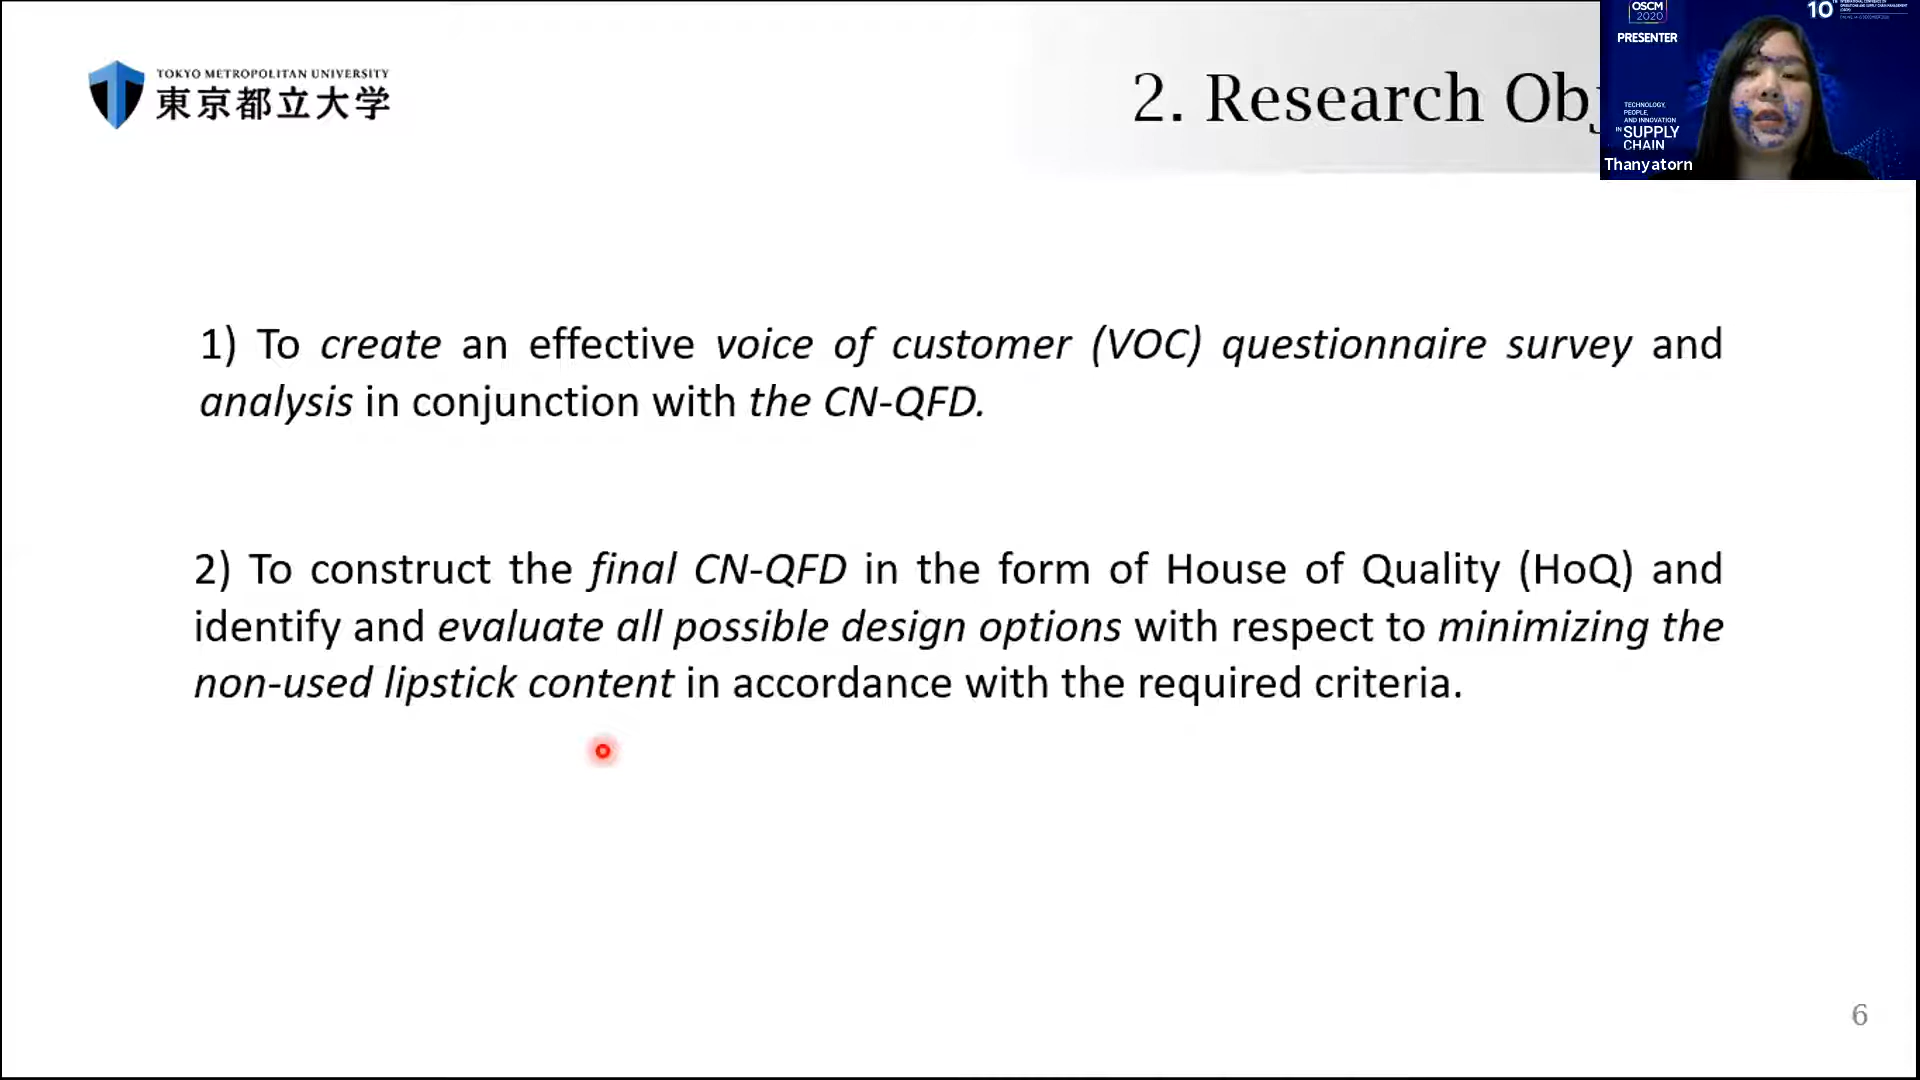 TOKYO METROPOLITAN UNIVERSITY
東京都立大学
2. Research Obj
OSCM
2020
PRESENTER
10
TECHNOLOGY,
PEOPLE,
AND INNOVATION
IN SUPPLY
CHAIN
Thanyatorn
1) To create an effective voice of customer (VOC) questionnaire survey and
analysis in conjunction with the CN-QFD.
2) To construct the final CN-QFD in the form of House of Quality (HoQ) and
identify and evaluate all possible design options with respect to minimizing the
non-used lipstick content in accordance with the required criteria.
6